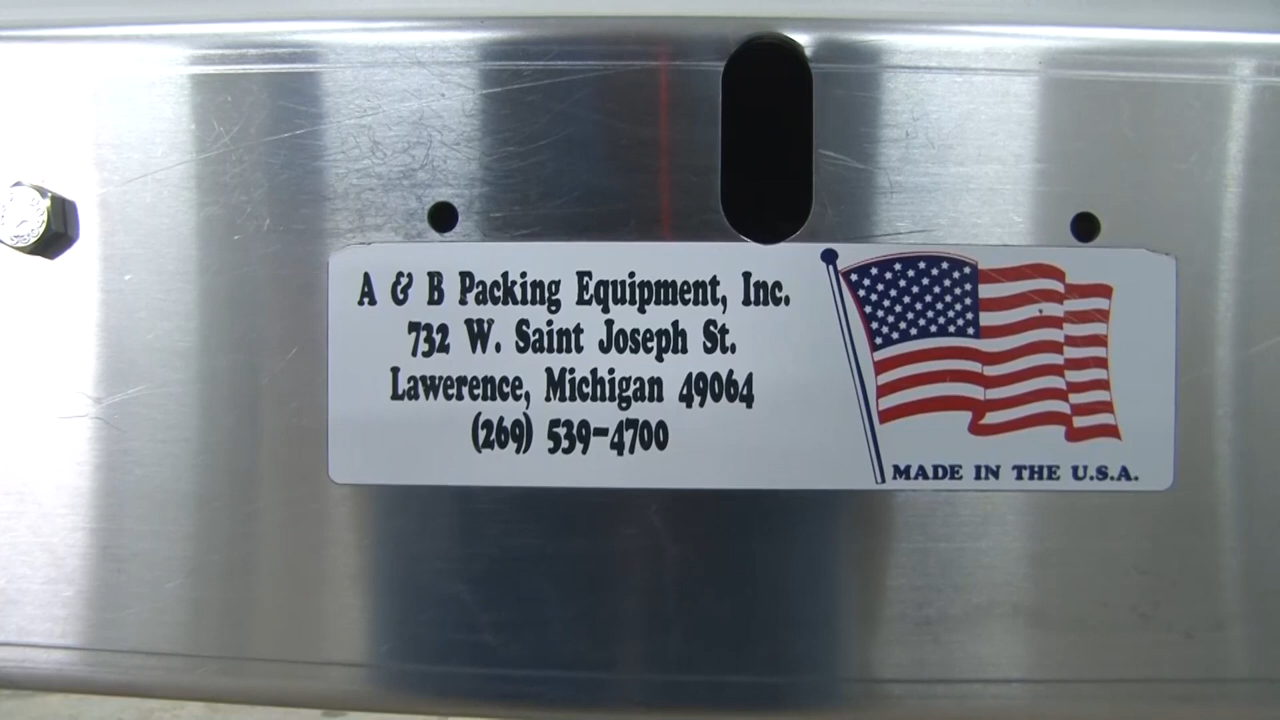 A & B Packing Equipment, Inc.
732 W. Saint Joseph St.
Lawerence, Michigan 49064
(269) 539-4700
MADE IN THE U.S.A.